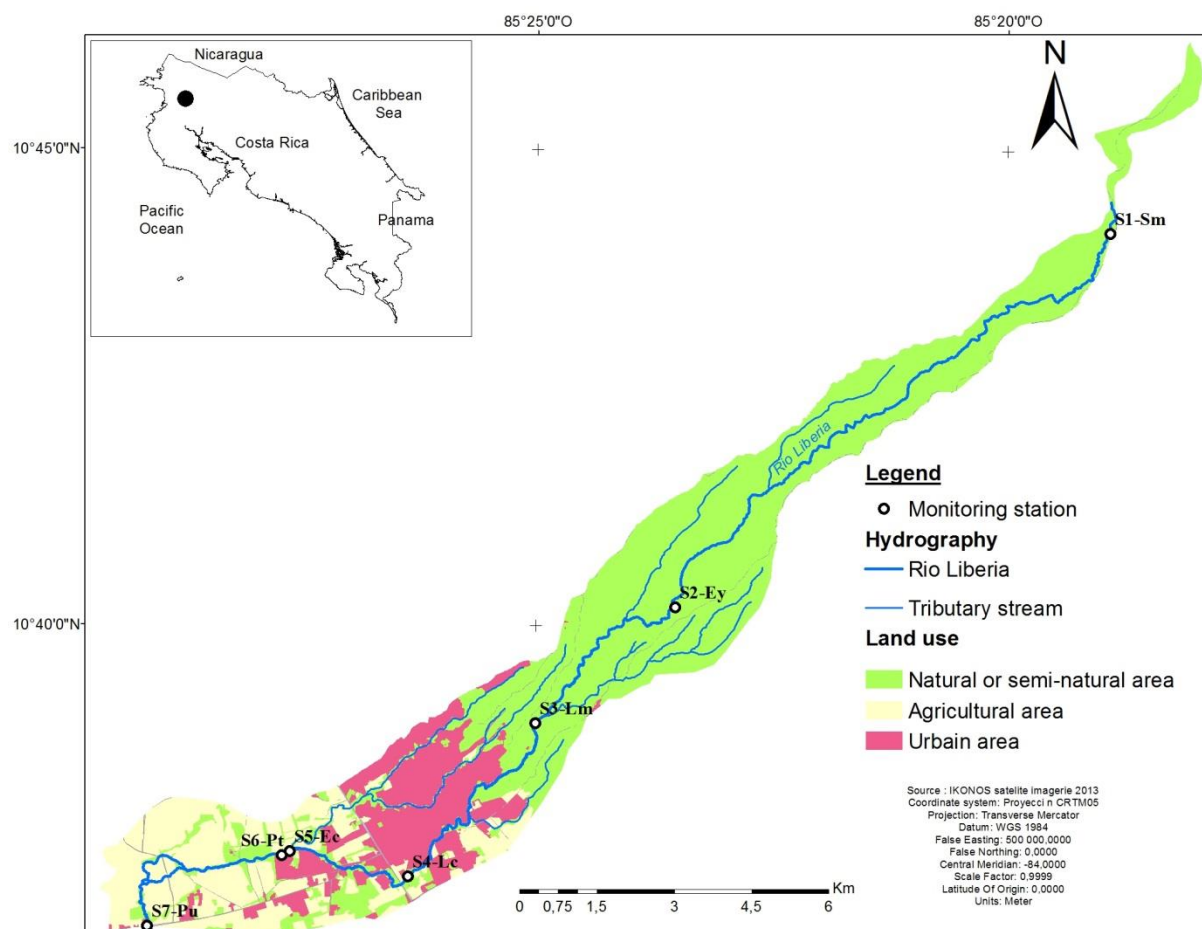 85°25'0"O
85°20'0"O
Nicaragua
Caribbean
Sea
Costa Rica
Pacific
Ocean
Panama
N
10°45'0"N
S1-Sm
Rio Liberia
S2-Ey
10°40'0"N
S3-Lm
S6-Pt
S5-Ec
S4-Lc
S7-Pu
Legend
Monitoring station
Hydrography
Rio Liberia
Tributary stream
Land use
Natural or semi-natural area
Agricultural area
Urbain area
Source : IKONOS satelite imagerie 2013
Coordinate system: Proyecci n CRTM05
Projection: Transverse Mercator
Datum: WGS 1984
False Easting: 500 000,0000
False Northing: 0,0000
Central Meridian: -84,0000
Scale Factor: 0,9999
Latitude Of Origin: 0,0000
Units: Meter
Km
0 0,75 1,5 3 4,5 6